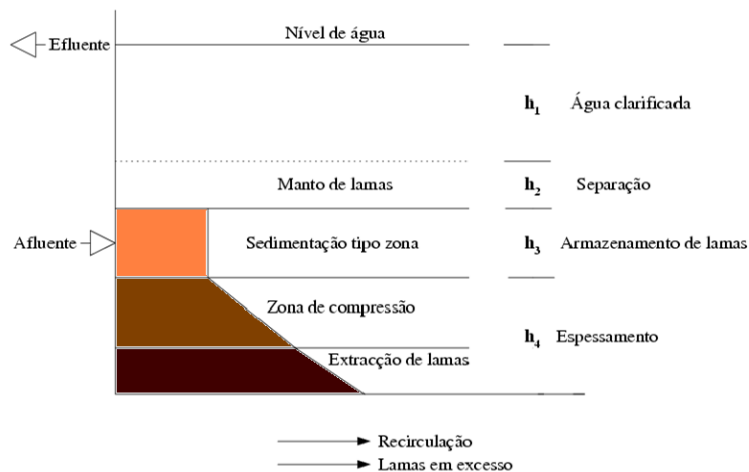 Nível de água
Efluente
h1 Água clarificada
Manto de lamas
h2 Separação
Afluente
Sedimentação tipo zona
h3 Armazenamento de lamas
Zona de compressão
h4 Espessamento
Extracção de lamas
Recirculação
Lamas em excesso